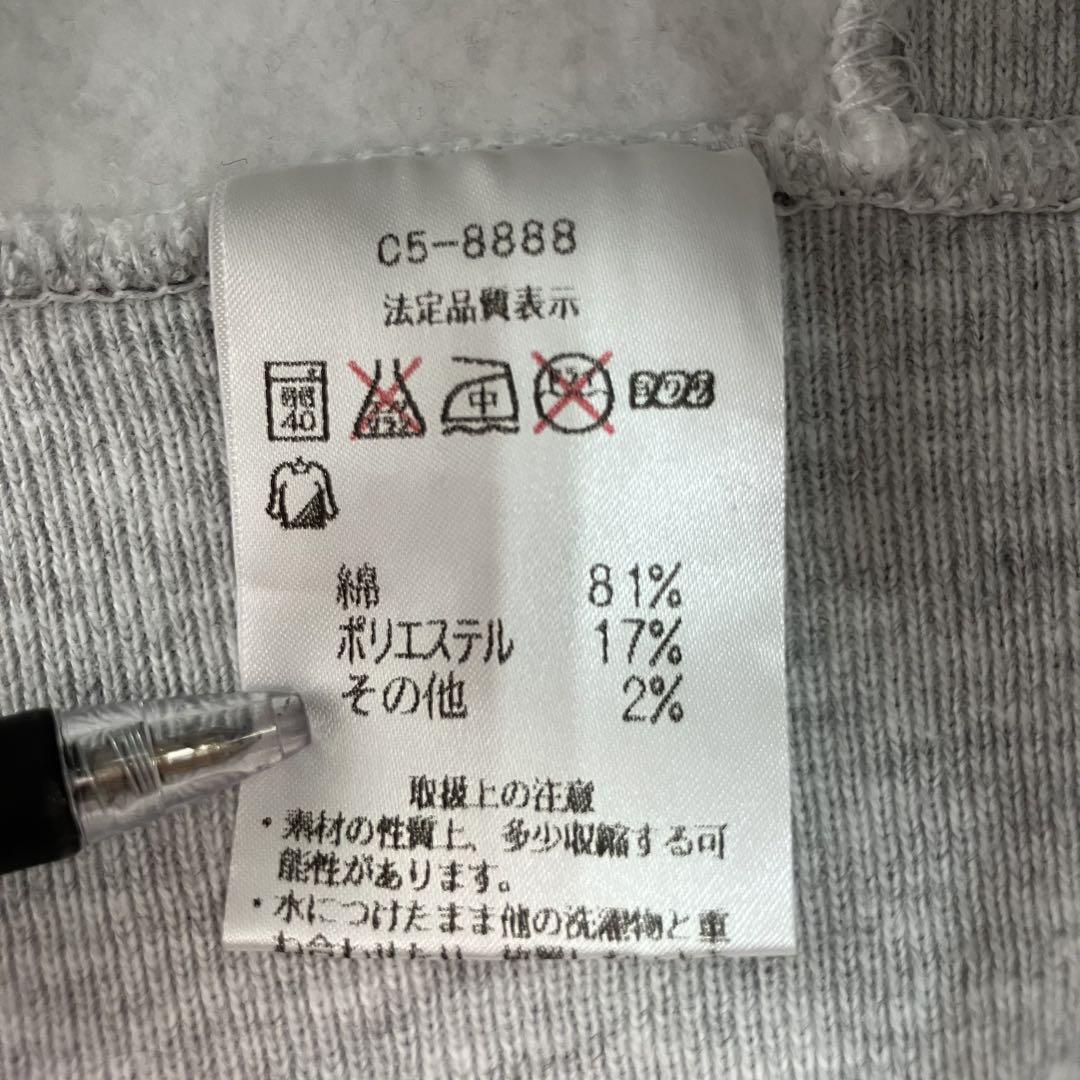 C5-8888
法定品質表示
40
中
綿 81%
ポリエステル 17%
その他 2%
取扱上の注意
・素材の性質上、多少収縮する可
能性があります。
・水につけたまま他の洗濯物と重